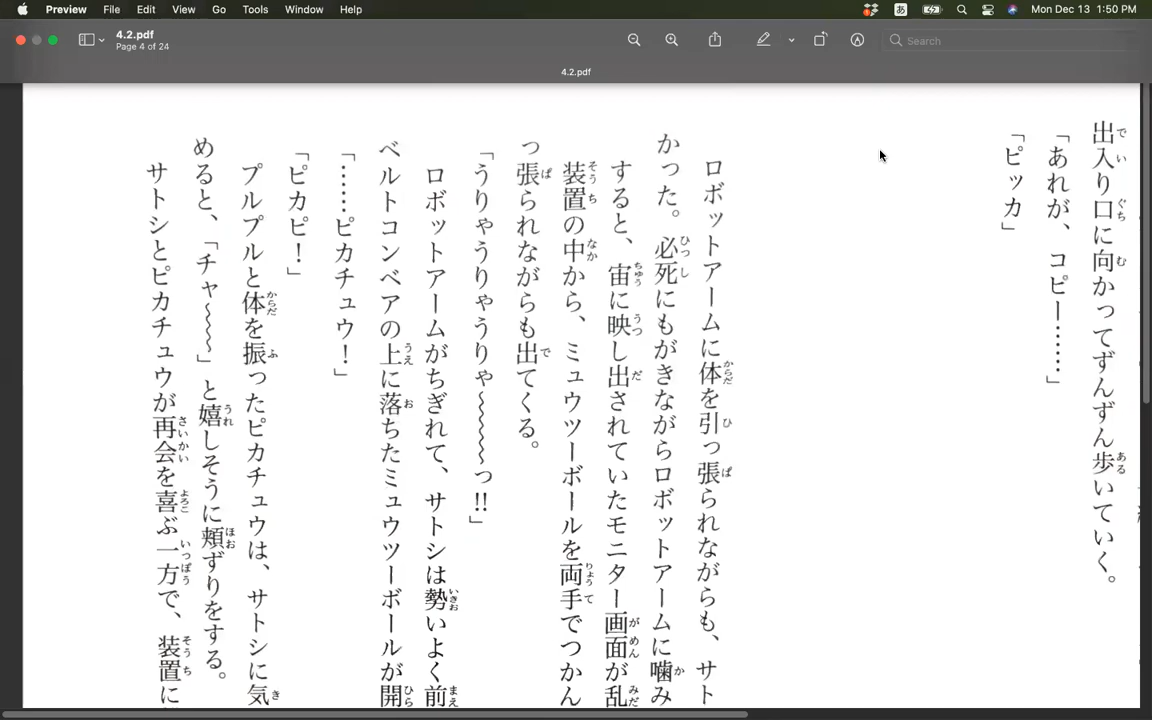 Preview File Edit View Go Tools Window Help
あ
Mon Dec 13 1:50 PM
4.2.pdf
Page 4 of 24
Search
4.2.pdf
出入り口に向かってずんずん歩いていく。
「あれが、コピー……」
「ピッカ」
ロボットアームに体を引っ張られながらも、サト
かった。必死にもがきながらロボットアームに噛み
すると、宙に映し出されていたモニター画面が乱
装置の中から、ミュウツーボールを両手でつかん
っ張られながらも出てくる。
「うりゃうりゃうりゃ〜〜〜〜っ!!」
ロボットアームがちぎれて、サトシは勢いよく前
ベルトコンベアの上に落ちたミュウツーボールが開
「……ピカチュウ！」
「ピカピ！」
プルプルと体を振ったピカチュウは、サトシに気
めると、「チャ〜〜〜」と嬉しそうに頬ずりをする。
サトシとピカチュウが再会を喜ぶ一方で、装置に